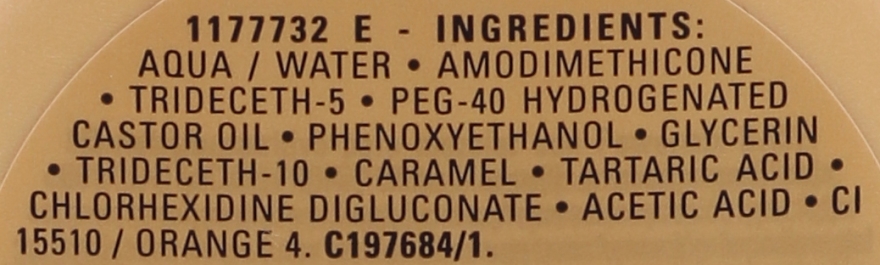 1177732 E - INGREDIENTS:
AQUA / WATER • AMODIMETHICONE
• TRIDECETH-5 • PEG-40 HYDROGENATED
CASTOR OIL • PHENOXYETHANOL • GLYCERIN
• TRIDECETH-10 • CARAMEL • TARTARIC ACID •
CHLORHEXIDINE DIGLUCONATE • ACETIC ACID • CI
15510 / ORANGE 4. C197684/1.